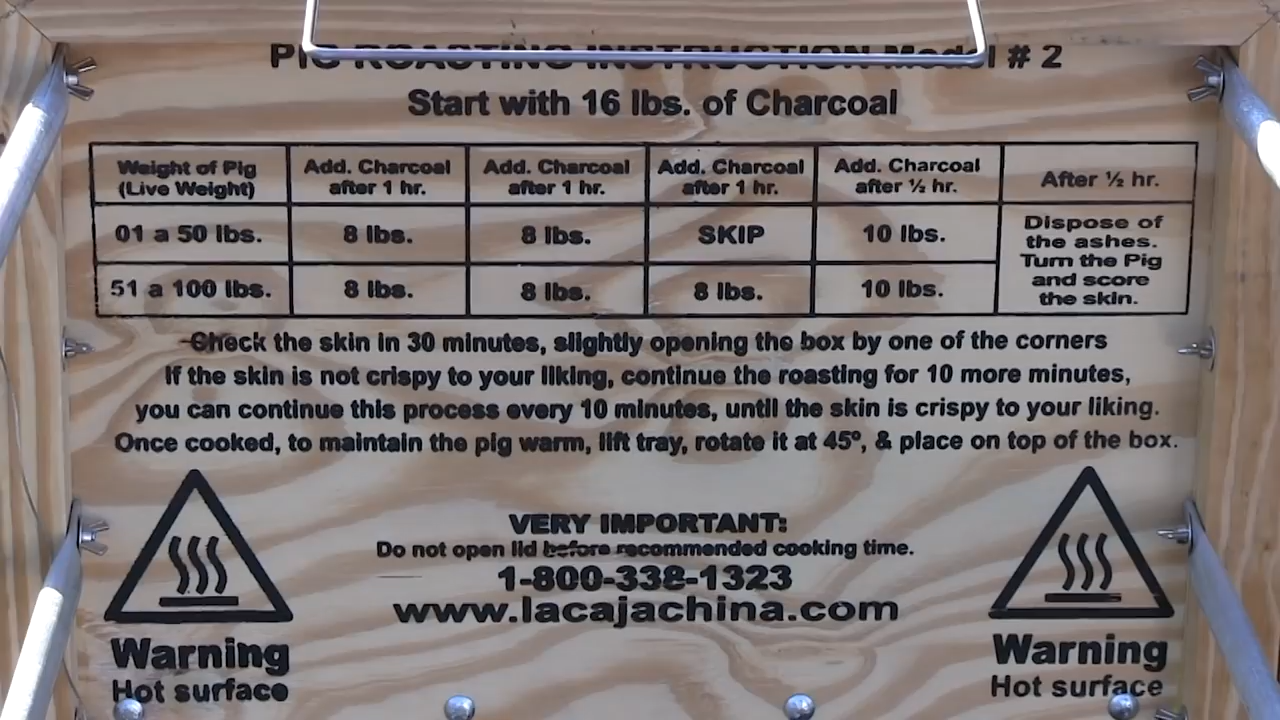 PIG ROASTING INSTRUCTION Model # 2
Start with 16 lbs. of Charcoal
Weight of Pig (Live Weight) Add. Charcoal after 1 hr. Add. Charcoal after 1 hr. Add. Charcoal after 1 hr. Add. Charcoal after ½ hr. After ½ hr.
01 a 50 lbs. 8 lbs. 8 lbs. SKIP 10 lbs.
51 a 100 lbs. 8 lbs. 8 lbs. 8 lbs. 10 lbs.
Dispose of
the ashes.
Turn the Pig
and score
the skin.
Check the skin in 30 minutes, slightly opening the box by one of the corners
If the skin is not crispy to your liking, continue the roasting for 10 more minutes,
you can continue this process every 10 minutes, until the skin is crispy to your liking.
Once cooked, to maintain the pig warm, lift tray, rotate it at 45º, & place on top of the box.
VERY IMPORTANT:
Do not open lid before recommended cooking time.
1-800-338-1323
www.lacajachina.com
Warning
Hot surface
Warning
Hot surface